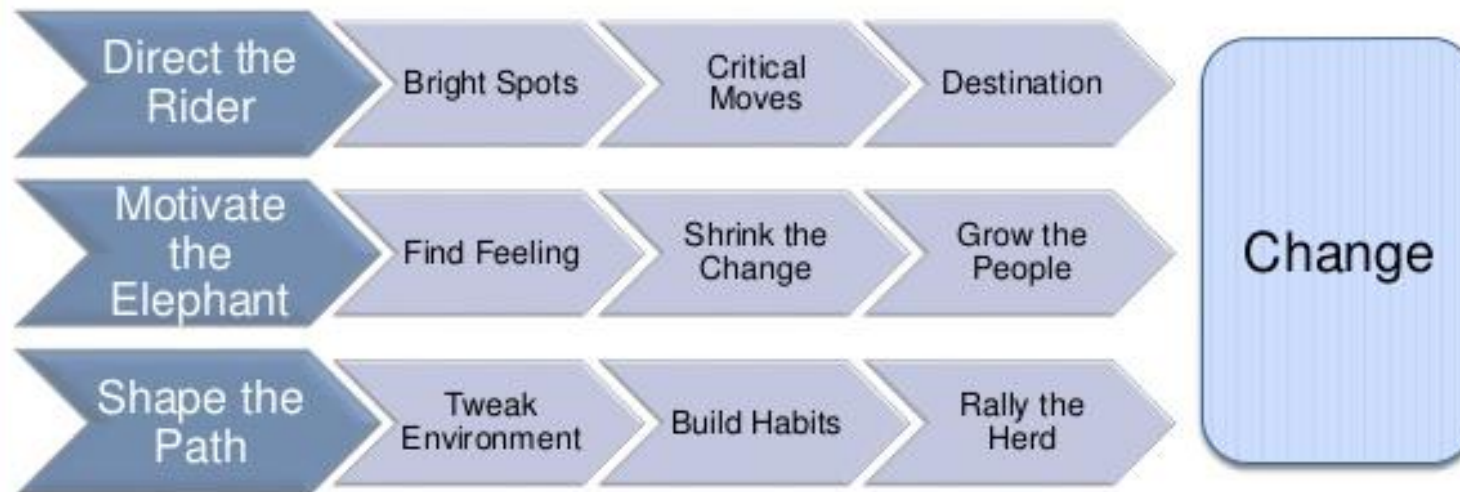 Direct the
Rider
Bright Spots
Critical
Moves
Destination
Motivate
the
Elephant
Find Feeling
Shrink the
Change
Grow the
People
Shape the
Path
Tweak
Environment
Build Habits
Rally the
Herd
Change